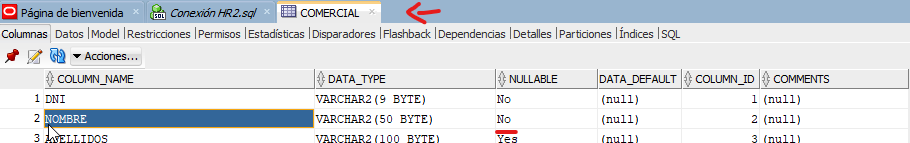 Página de bienvenida Conexión HR2.sql COMERCIAL
Columnas Datos Model Restricciones Permisos Estadísticas Disparadores Flashback Dependencias Detalles Particiones Índices SQL
Acciones...
COLUMN_NAME DATA_TYPE NULLABLE DATA_DEFAULT COLUMN_ID COMMENTS
1 DNI VARCHAR2(9 BYTE) No (null) 1 (null)
2 NOMBRE VARCHAR2(50 BYTE) No (null) 2 (null)
3 APELLIDOS VARCHAR2(100 BYTE) Yes (null) 3 (null)